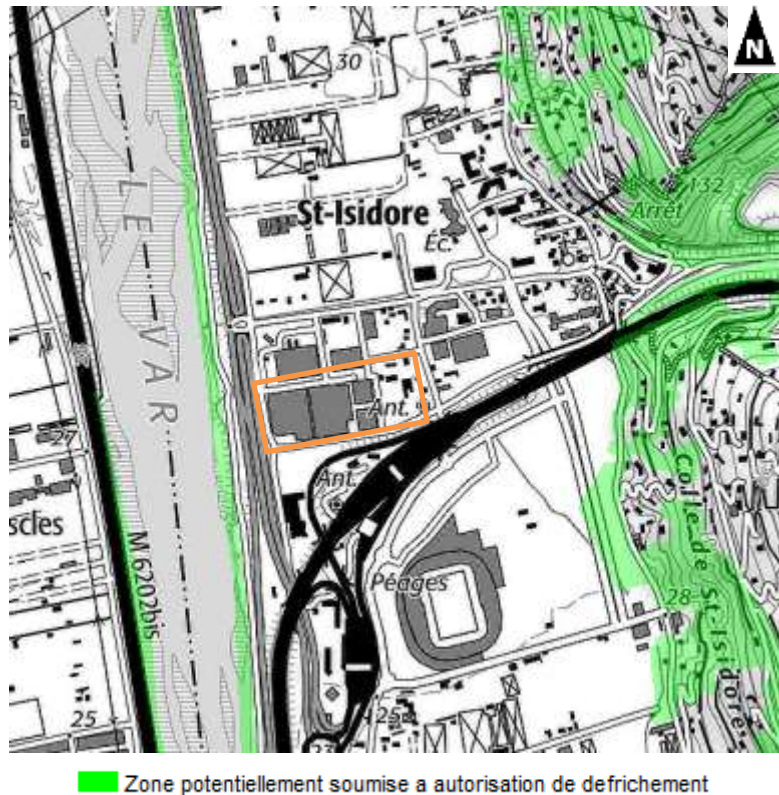 N
30
LE VAR
St-Isidore
Éc.
132
Arrêt
38
Ant.
27
Ant.
scles
M 6202bis
Péages
Colle de St-Isidore
28
25
25
23
Zone potentiellement soumise a autorisation de defrichement